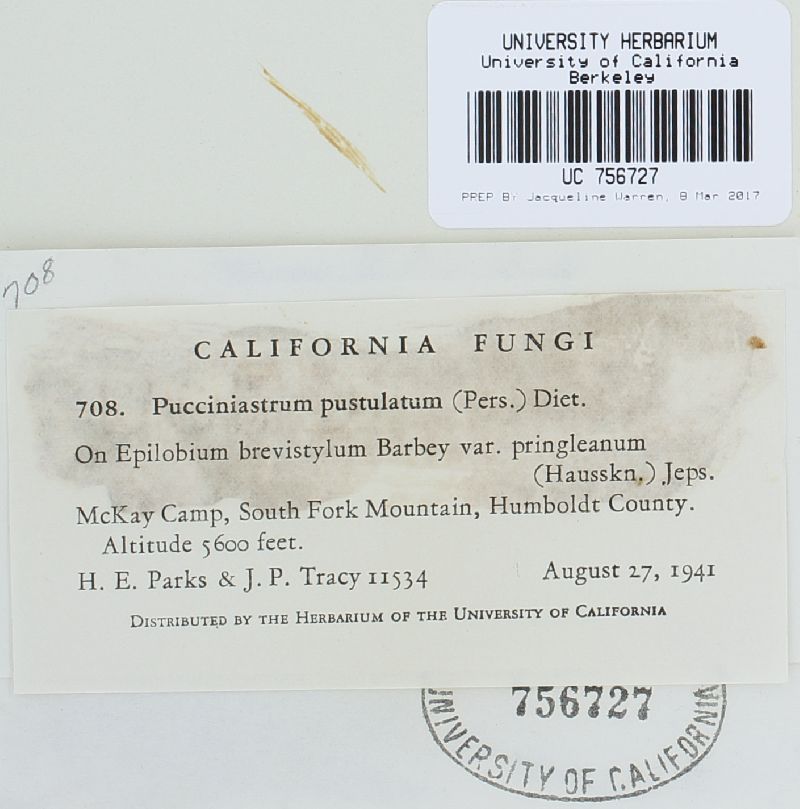 UNIVERSITY HERBARIUM
University of California
Berkeley
UC 756727
PREP By Jacqueline Warren, 8 Mar 2017
708
CALIFORNIA FUNGI
708. Pucciniastrum pustulatum (Pers.) Diet.
On Epilobium brevistylum Barbey var. pringleanum
(Hausskn.) Jeps.
McKay Camp, South Fork Mountain, Humboldt County.
Altitude 5600 feet.
H. E. Parks & J. P. Tracy 11534 August 27, 1941
Distributed by the Herbarium of the University of California
756727
UNIVERSITY OF CALIFORNIA